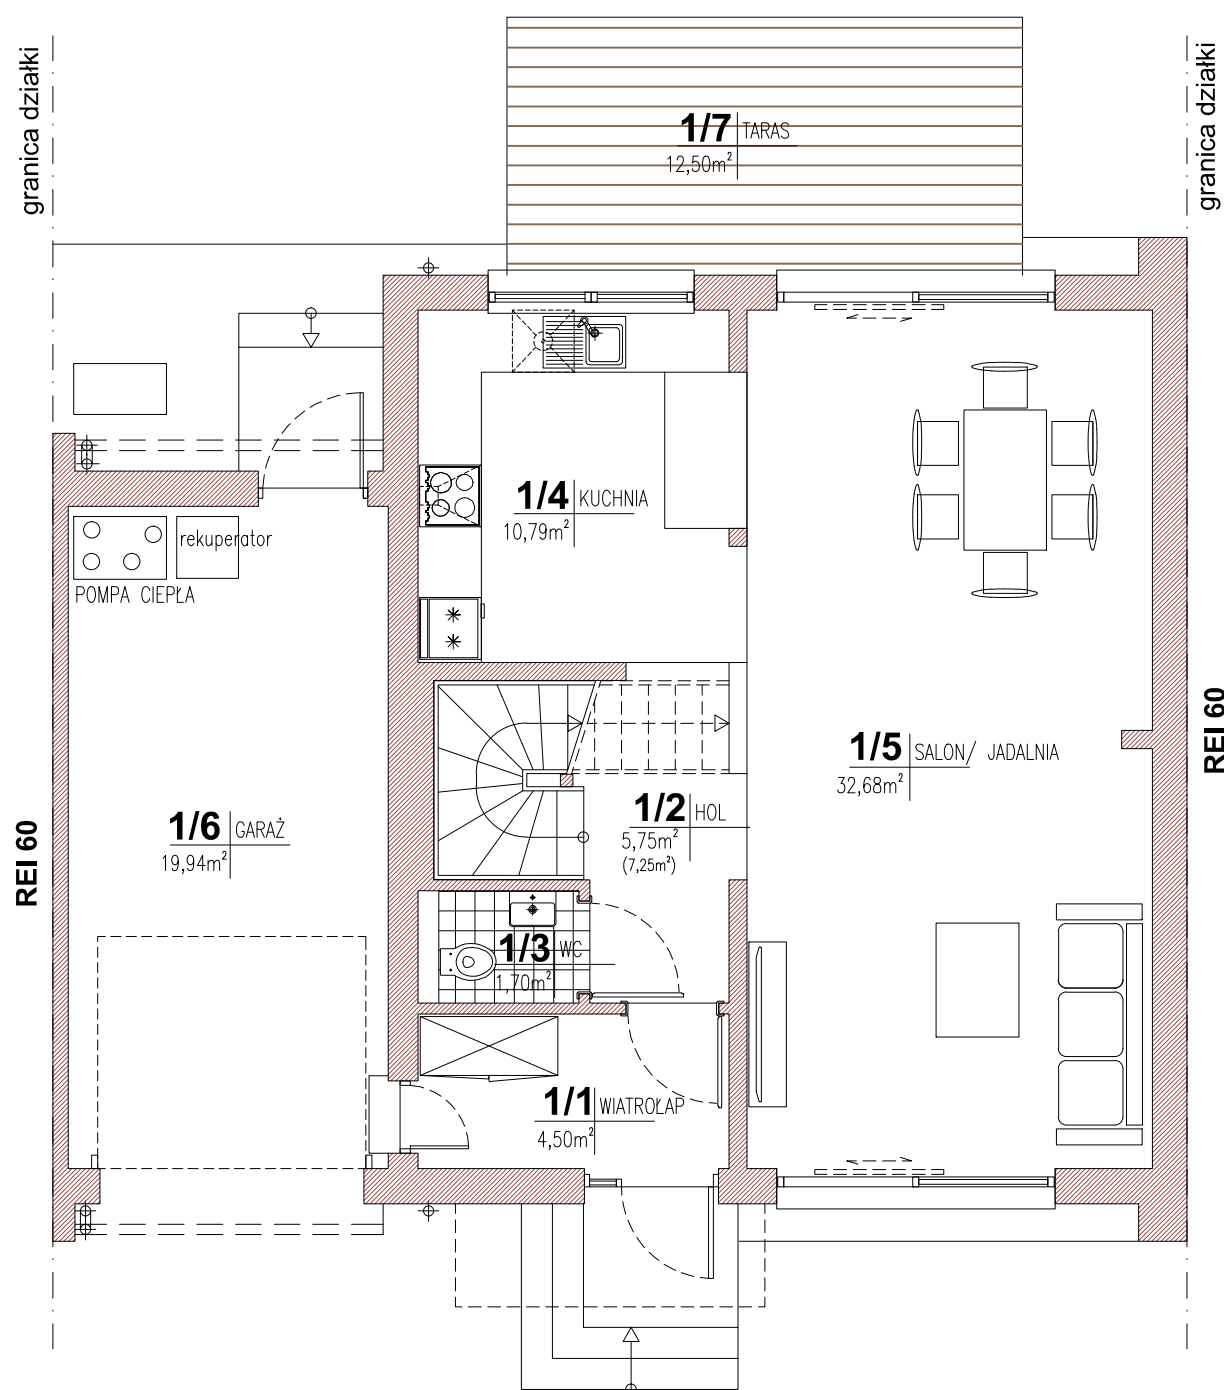 granica działki
granica działki
1/7 TARAS
12,50m²
1/4 KUCHNIA
10,79m²
rekuperator
POMPA CIEPŁA
REI 60
1/5 SALON/ JADALNIA
32,68m²
1/2 HOL
5,75m²
(7,25m²)
1/6 GARAŻ
19,94m²
REI 60
1/3 WC
1,70m²
1/1 WIATROŁAP
4,50m²